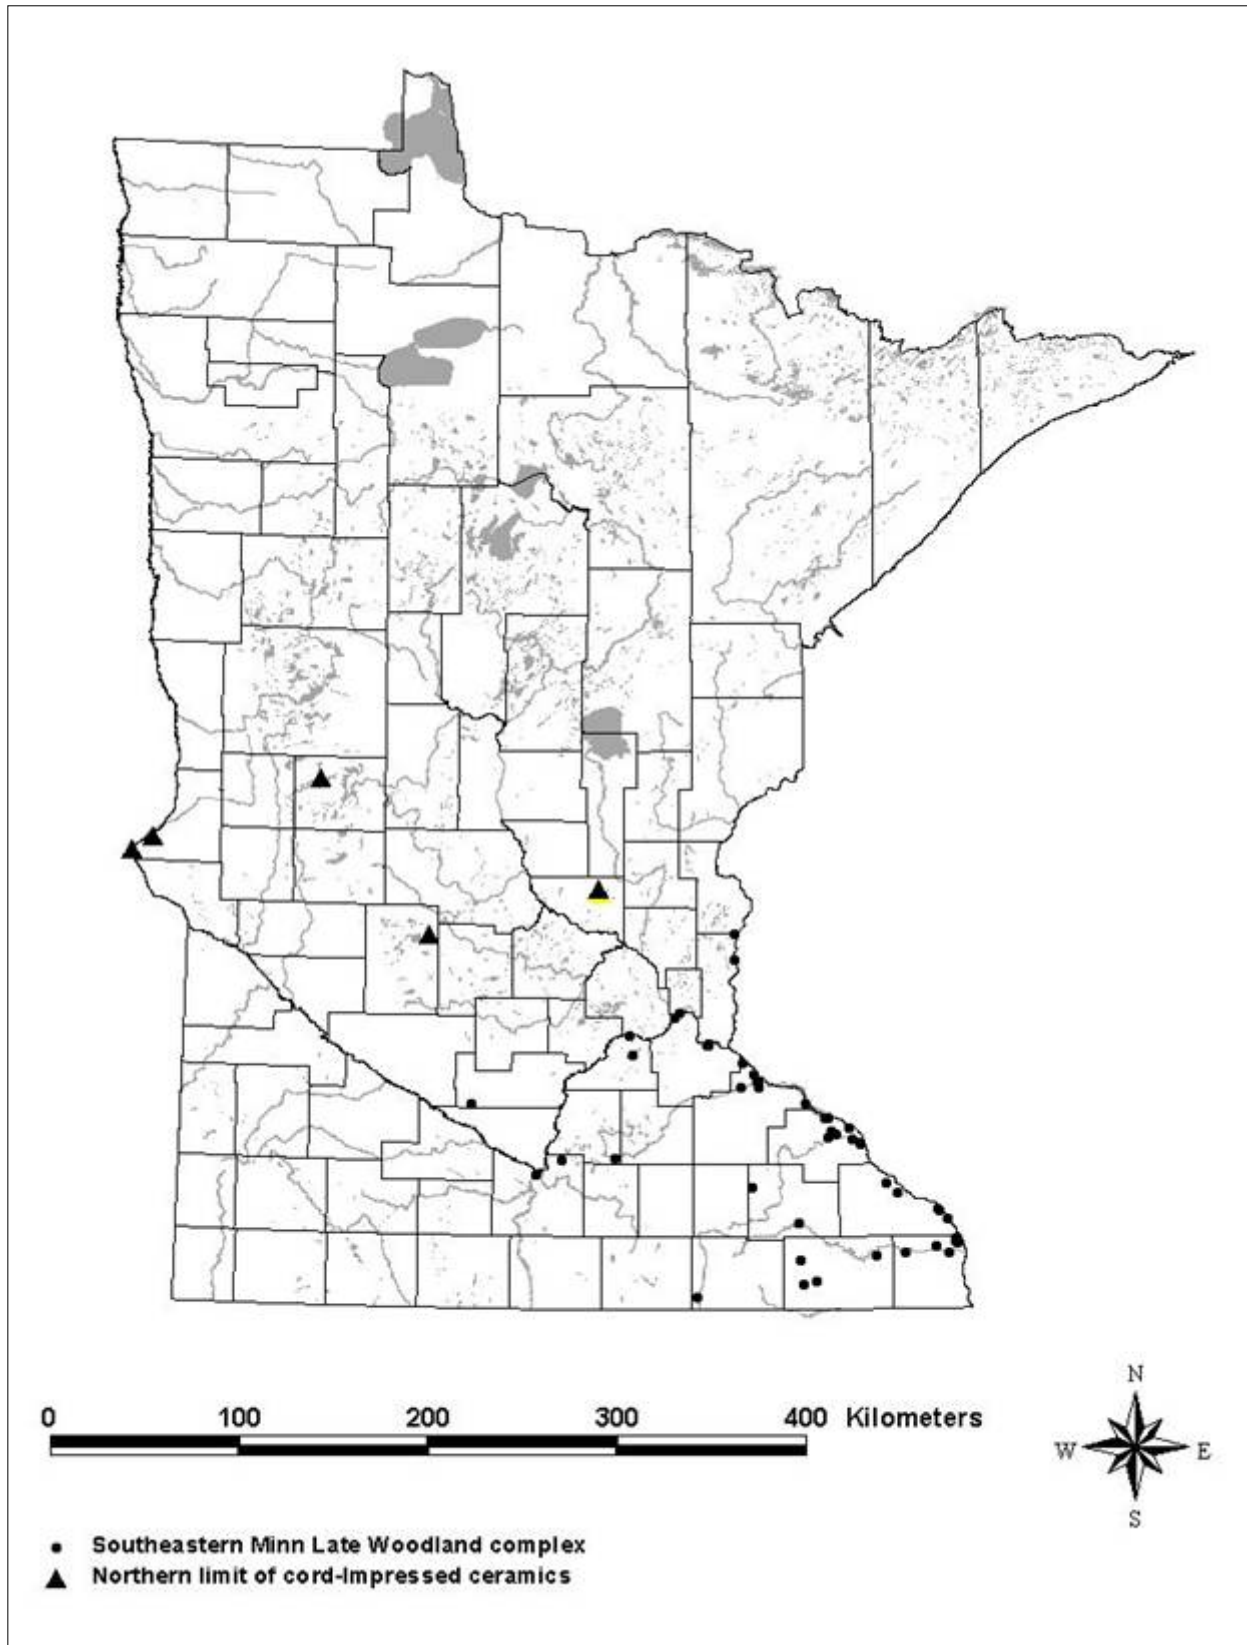 N
0 100 200 300 400 Kilometers
W E
S
Southeastern Minn Late Woodland complex
Northern limit of cord-Impressed ceramics